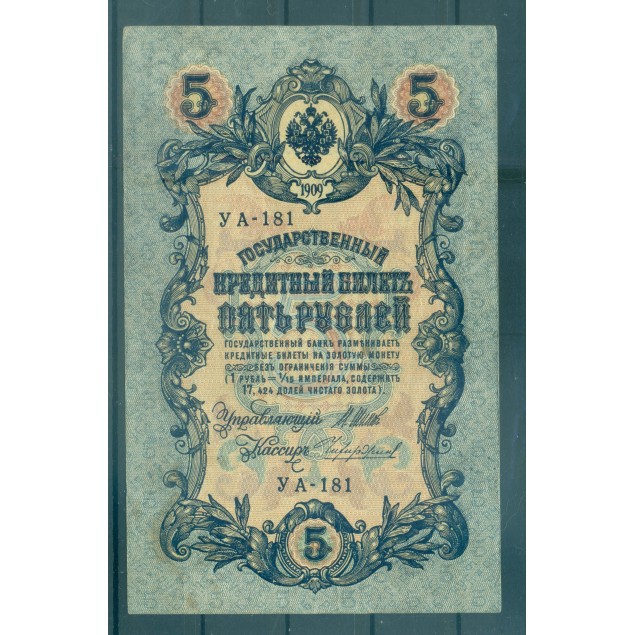 5 5
1909
УА-181
ГОСУДАРСТВЕННЫЙ
КРЕДИТНЫЙ БИЛЕТЪ
ПЯТЬ РУБЛЕЙ
ГОСУДАРСТВЕННЫЙ БАНКЪ РАЗМѢНИВАЕТЪ
КРЕДИТНЫЕ БИЛЕТЫ НА ЗОЛОТУЮ МОНЕТУ
БЕЗЪ ОГРАНИЧЕНІЯ СУММЫ
(1 РУБЛЬ = 1/15 ИМПЕРІАЛА, СОДЕРЖИТЪ
17,424 ДОЛЕЙ ЧИСТАГО ЗОЛОТА).
Управляющій
Кассиръ
УА-181
5